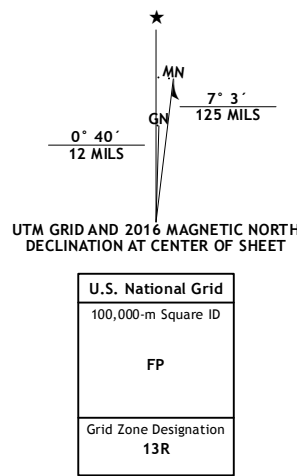 ★
MN
GN
7° 3´
125 MILS
0° 40´
12 MILS
UTM GRID AND 2016 MAGNETIC NORTH
DECLINATION AT CENTER OF SHEET
U.S. National Grid
100,000-m Square ID
FP
Grid Zone Designation
13R